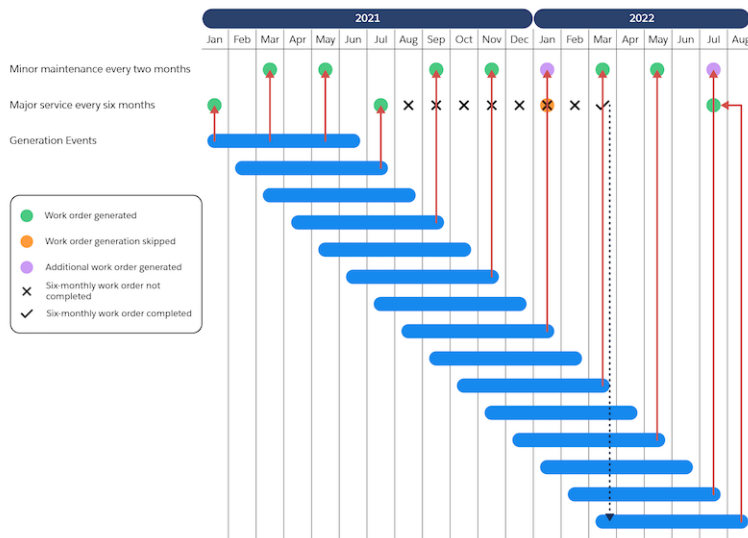 2021 2022
Jan Feb Mar Apr May Jun Jul Aug Sep Oct Nov Dec Jan Feb Mar Apr May Jun Jul Aug
Minor maintenance every two months
Major service every six months
Generation Events
Work order generated
Work order generation skipped
Additional work order generated
Six-monthly work order not
completed
Six-monthly work order completed